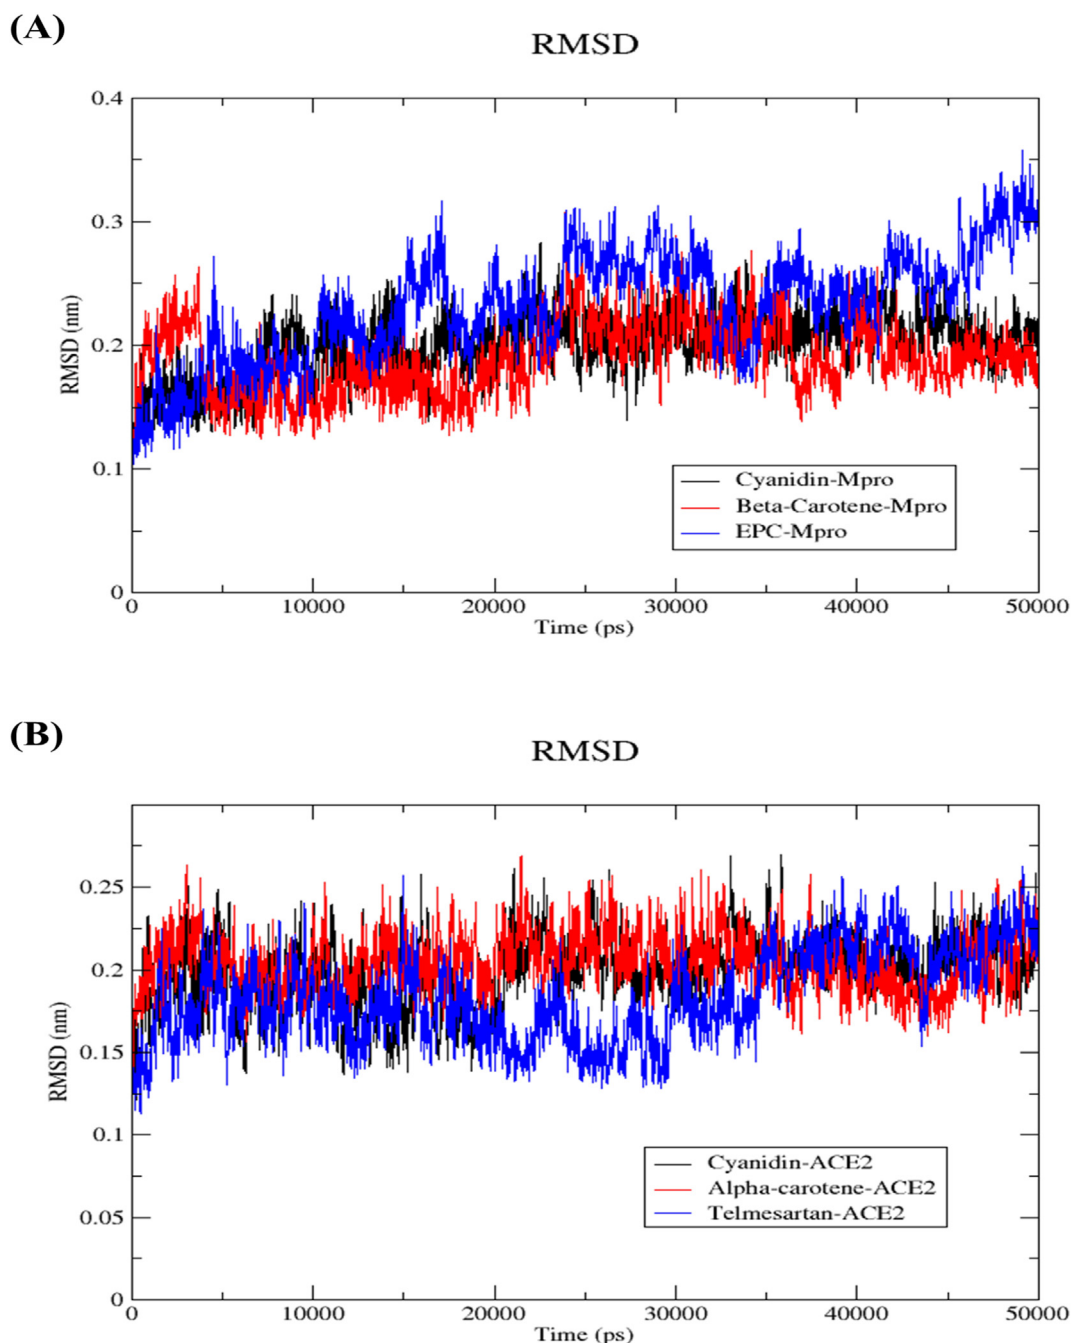 (A)
RMSD
0.4
0.3
0.2
0.1
0
RMSD (nm)
Cyanidin-Mpro
Beta-Carotene-Mpro
EPC-Mpro
0 10000 20000 30000 40000 50000
Time (ps)
(B)
RMSD
0.25
0.2
0.15
0.1
0.05
0
RMSD (nm)
Cyanidin-ACE2
Alpha-carotene-ACE2
Telmesartan-ACE2
0 10000 20000 30000 40000 50000
Time (ps)